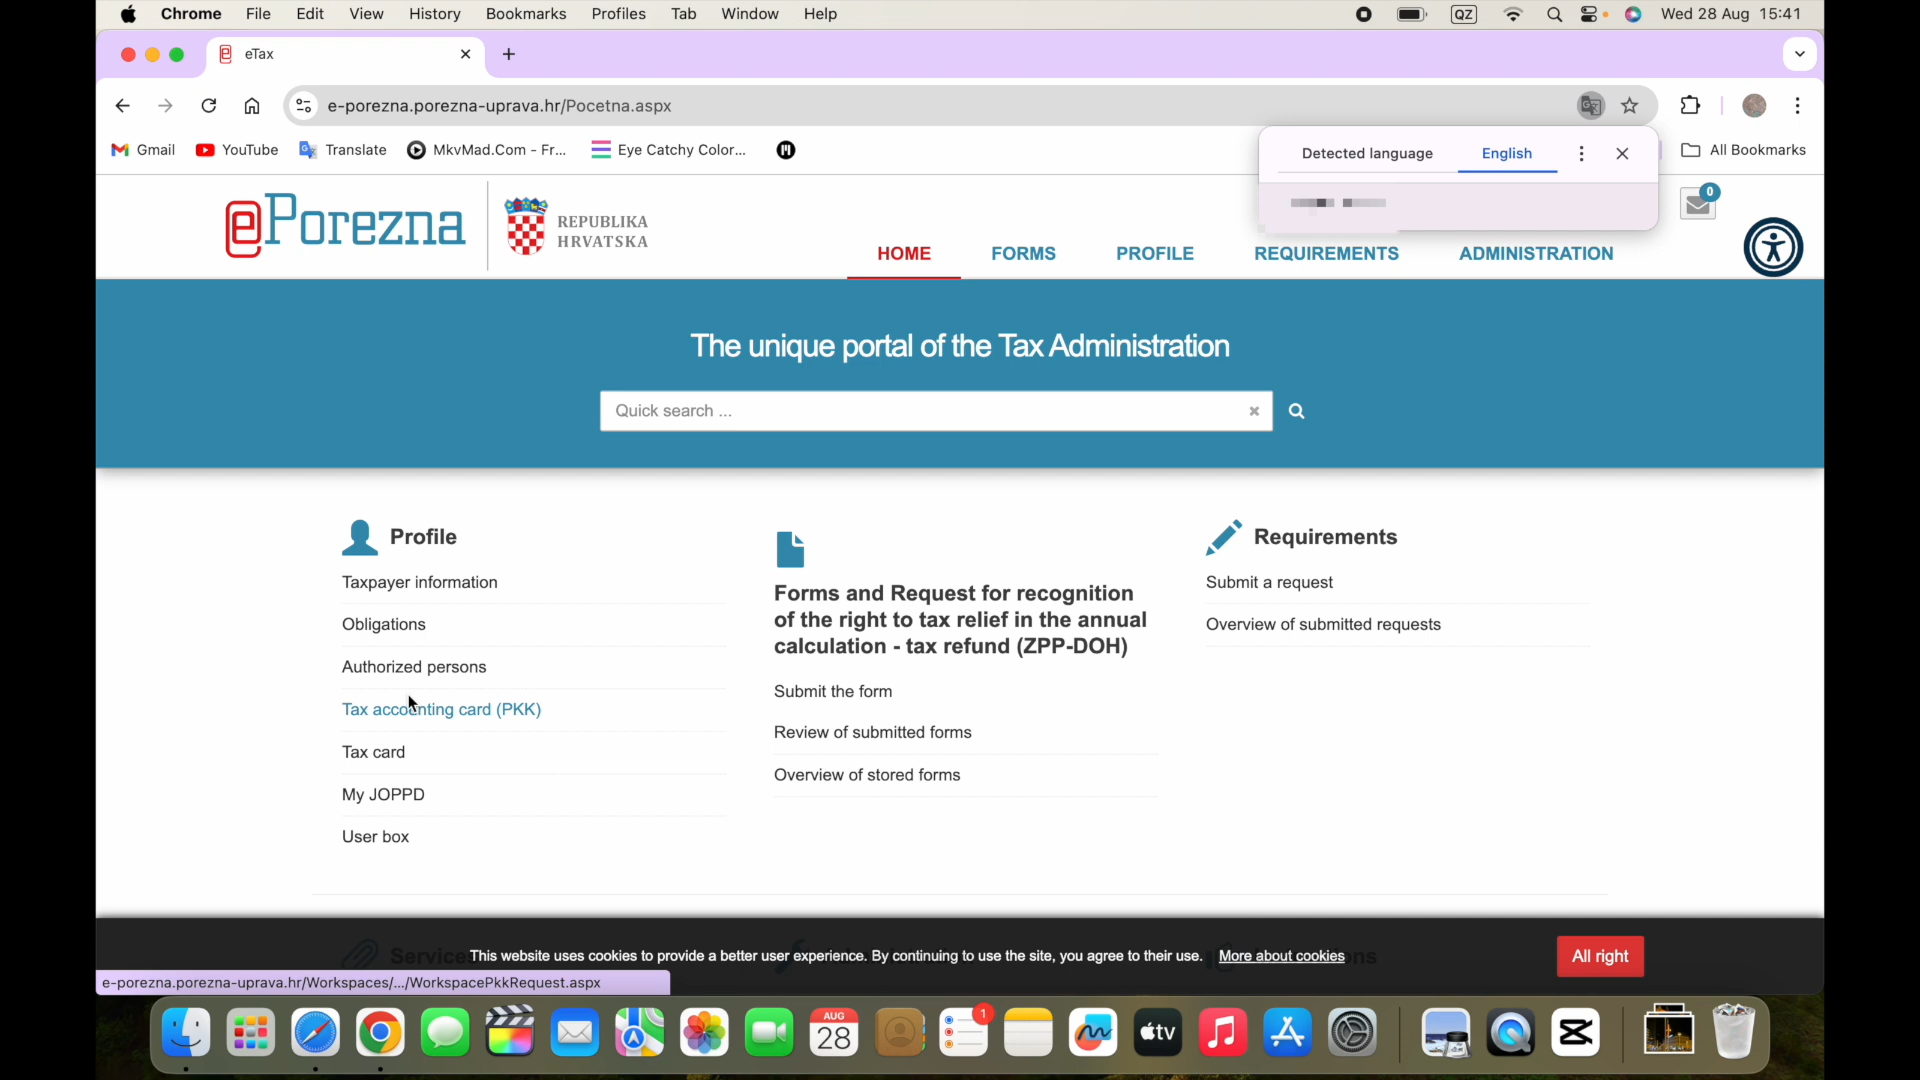 Chrome File Edit View History Bookmarks Profiles Tab Window Help QZ Wed 28 Aug 15:41
eTax
e-porezna.porezna-uprava.hr/Pocetna.aspx
Gmail YouTube Translate MkvMad.Com - Fr... Eye Catchy Color... All Bookmarks
Detected language English
ePorezna
REPUBLIKA
HRVATSKA
0
HOME FORMS PROFILE REQUIREMENTS ADMINISTRATION
The unique portal of the Tax Administration
Quick search ...
Profile
Taxpayer information
Obligations
Authorized persons
Tax accounting card (PKK)
Tax card
My JOPPD
User box
Forms and Request for recognition
of the right to tax relief in the annual
calculation - tax refund (ZPP-DOH)
Submit the form
Review of submitted forms
Overview of stored forms
Requirements
Submit a request
Overview of submitted requests
This website uses cookies to provide a better user experience. By continuing to use the site, you agree to their use. More about cookies
All right
e-porezna.porezna-uprava.hr/Workspaces/.../WorkspacePkkRequest.aspx
AUG
28
1
tv